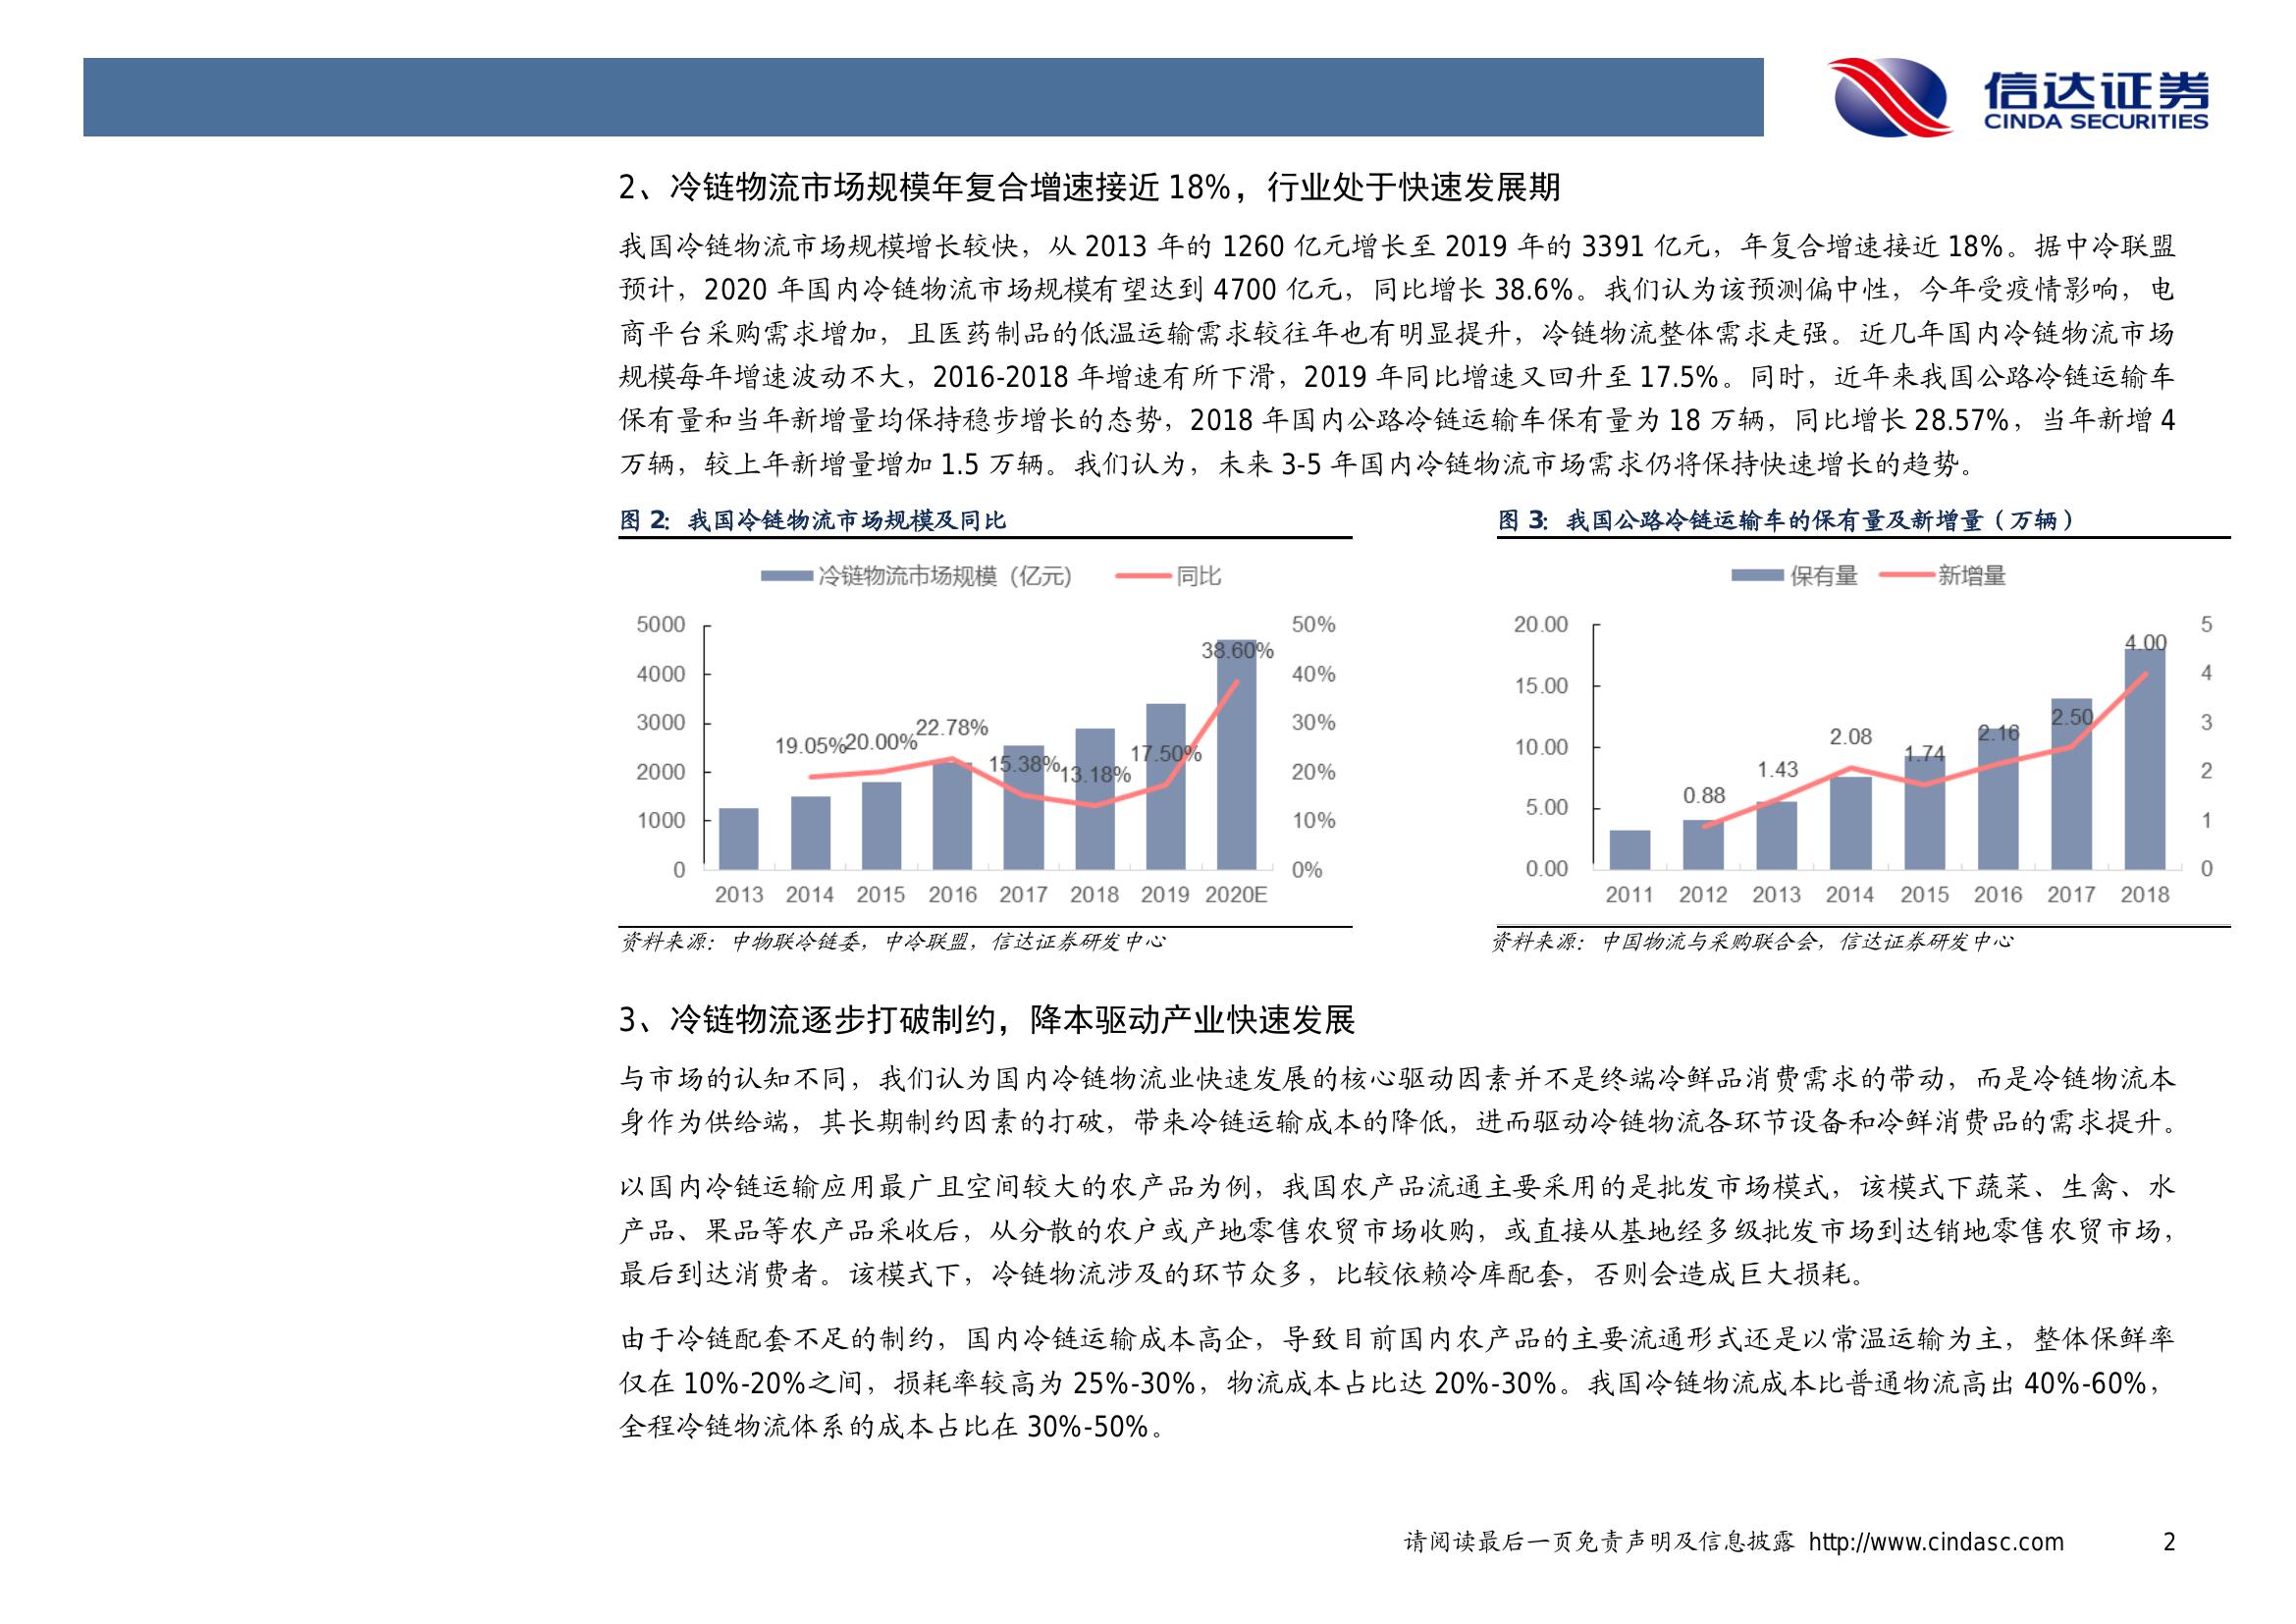 信达证券
CINDA SECURITIES
2、冷链物流市场规模年复合增速接近 18%，行业处于快速发展期
我国冷链物流市场规模增长较快，从 2013 年的 1260 亿元增长至 2019 年的 3391 亿元，年复合增速接近 18%。据中冷联盟
预计，2020 年国内冷链物流市场规模有望达到 4700 亿元，同比增长 38.6%。我们认为该预测偏中性，今年受疫情影响，电
商平台采购需求增加，且医药制品的低温运输需求较往年也有明显提升，冷链物流整体需求走强。近几年国内冷链物流市场
规模每年增速波动不大，2016-2018 年增速有所下滑，2019 年同比增速又回升至 17.5%。同时，近年来我国公路冷链运输车
保有量和当年新增量均保持稳步增长的态势，2018 年国内公路冷链运输车保有量为 18 万辆，同比增长 28.57%，当年新增 4
万辆，较上年新增量增加 1.5 万辆。我们认为，未来 3-5 年国内冷链物流市场需求仍将保持快速增长的趋势。
图 2：我国冷链物流市场规模及同比
冷链物流市场规模（亿元） 同比
5000 50%
38.60%
4000 40%
3000 30%
19.05% 20.00% 22.78% 15.38% 13.18% 17.50%
2000 20%
1000 10%
0 0%
2013 2014 2015 2016 2017 2018 2019 2020E
资料来源：中物联冷链委，中冷联盟，信达证券研发中心
图 3：我国公路冷链运输车的保有量及新增量（万辆）
保有量 新增量
20.00 5
4.00
4
15.00
3
0.88 1.43 2.08 1.74 2.16 2.50
10.00
2
5.00
1
0.00 0
2011 2012 2013 2014 2015 2016 2017 2018
资料来源：中国物流与采购联合会，信达证券研发中心
3、冷链物流逐步打破制约，降本驱动产业快速发展
与市场的认知不同，我们认为国内冷链物流业快速发展的核心驱动因素并不是终端冷鲜品消费需求的带动，而是冷链物流本
身作为供给端，其长期制约因素的打破，带来冷链运输成本的降低，进而驱动冷链物流各环节设备和冷鲜消费品的需求提升。
以国内冷链运输应用最广且空间较大的农产品为例，我国农产品流通主要采用的是批发市场模式，该模式下蔬菜、生禽、水
产品、果品等农产品采收后，从分散的农户或产地零售农贸市场收购，或直接从基地经多级批发市场到达销地零售农贸市场，
最后到达消费者。该模式下，冷链物流涉及的环节众多，比较依赖冷库配套，否则会造成巨大损耗。
由于冷链配套不足的制约，国内冷链运输成本高企，导致目前国内农产品的主要流通形式还是以常温运输为主，整体保鲜率
仅在 10%-20%之间，损耗率较高为 25%-30%，物流成本占比达 20%-30%。我国冷链物流成本比普通物流高出 40%-60%，
全程冷链物流体系的成本占比在 30%-50%。
请阅读最后一页免责声明及信息披露 http://www.cindasc.com 2